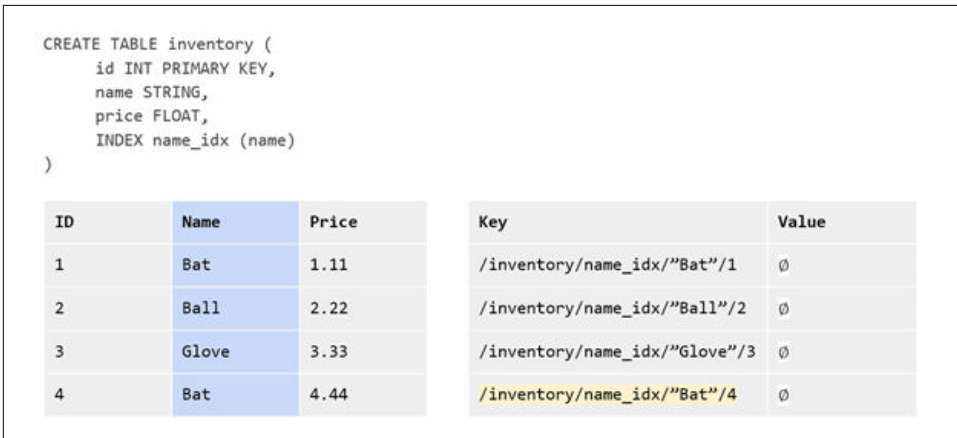 CREATE TABLE inventory (
id INT PRIMARY KEY,
name STRING,
price FLOAT,
INDEX name_idx (name)
)
ID Name Price Key Value
1 Bat 1.11 /inventory/name_idx/”Bat”/1 ∅
2 Ball 2.22 /inventory/name_idx/”Ball”/2 ∅
3 Glove 3.33 /inventory/name_idx/”Glove”/3 ∅
4 Bat 4.44 /inventory/name_idx/”Bat”/4 ∅